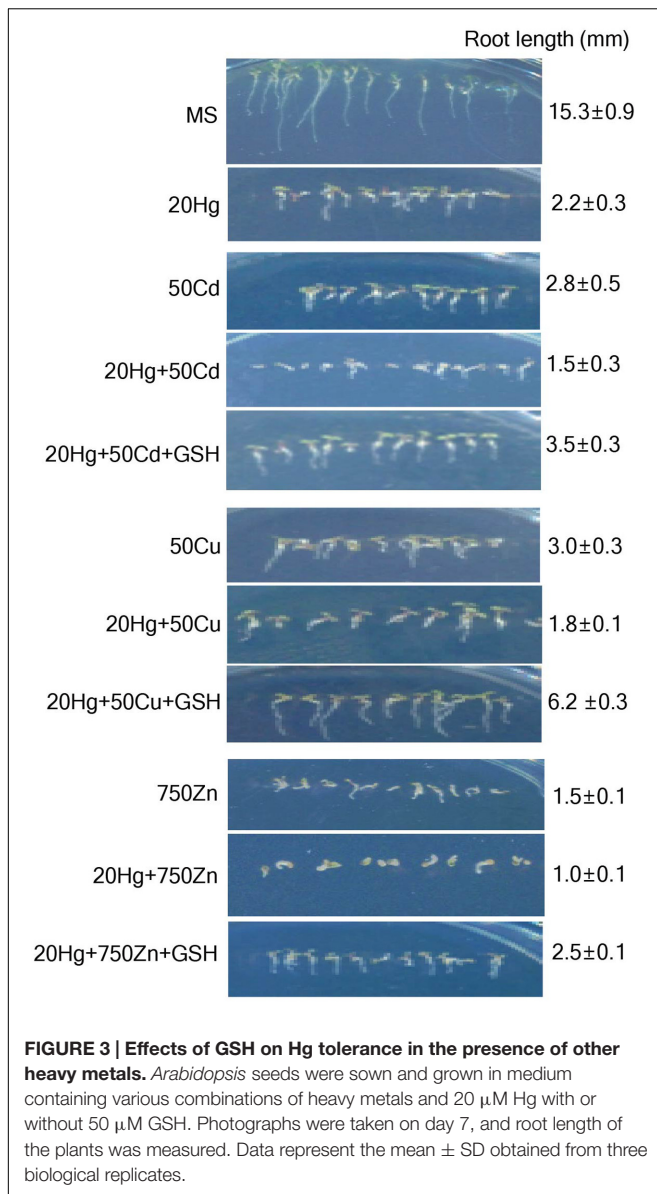 Root length (mm)
MS 15.3±0.9
20Hg 2.2±0.3
50Cd 2.8±0.5
20Hg+50Cd 1.5±0.3
20Hg+50Cd+GSH 3.5±0.3
50Cu 3.0±0.3
20Hg+50Cu 1.8±0.1
20Hg+50Cu+GSH 6.2 ±0.3
750Zn 1.5±0.1
20Hg+750Zn 1.0±0.1
20Hg+750Zn+GSH 2.5±0.1
FIGURE 3 | Effects of GSH on Hg tolerance in the presence of other
heavy metals. Arabidopsis seeds were sown and grown in medium
containing various combinations of heavy metals and 20 μM Hg with or
without 50 μM GSH. Photographs were taken on day 7, and root length of
the plants was measured. Data represent the mean ± SD obtained from three
biological replicates.